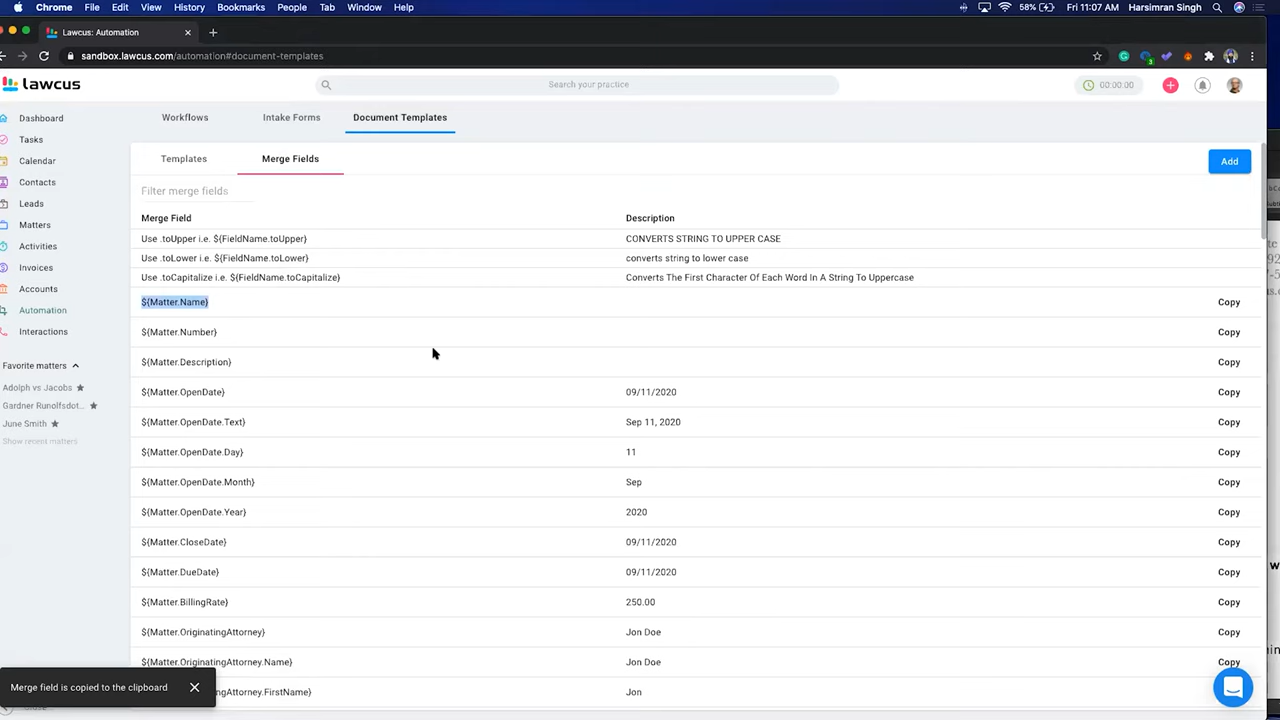 Chrome File Edit View History Bookmarks People Tab Window Help 58% Fri 11:07 AM Harsimran Singh
Lawcus: Automation
sandbox.lawcus.com/automation#document-templates
lawcus Search your practice 00:00:00
Dashboard
Tasks
Calendar
Contacts
Leads
Matters
Activities
Invoices
Accounts
Automation
Interactions
Favorite matters
Adolph vs Jacobs
Gardner Runolfsdot...
June Smith
Show recent matters
Workflows Intake Forms Document Templates
Templates Merge Fields Add
Filter merge fields
Merge Field Description
Use .toUpper i.e. ${FieldName.toUpper} CONVERTS STRING TO UPPER CASE
Use .toLower i.e. ${FieldName.toLower} converts string to lower case
Use .toCapitalize i.e. ${FieldName.toCapitalize} Converts The First Character Of Each Word In A String To Uppercase
${Matter.Name} Copy
${Matter.Number} Copy
${Matter.Description} Copy
${Matter.OpenDate} 09/11/2020 Copy
${Matter.OpenDate.Text} Sep 11, 2020 Copy
${Matter.OpenDate.Day} 11 Copy
${Matter.OpenDate.Month} Sep Copy
${Matter.OpenDate.Year} 2020 Copy
${Matter.CloseDate} 09/11/2020 Copy
${Matter.DueDate} 09/11/2020 Copy
${Matter.BillingRate} 250.00 Copy
${Matter.OriginatingAttorney} Jon Doe Copy
${Matter.OriginatingAttorney.Name} Jon Doe Copy
ngAttorney.FirstName} Jon
Merge field is copied to the clipboard